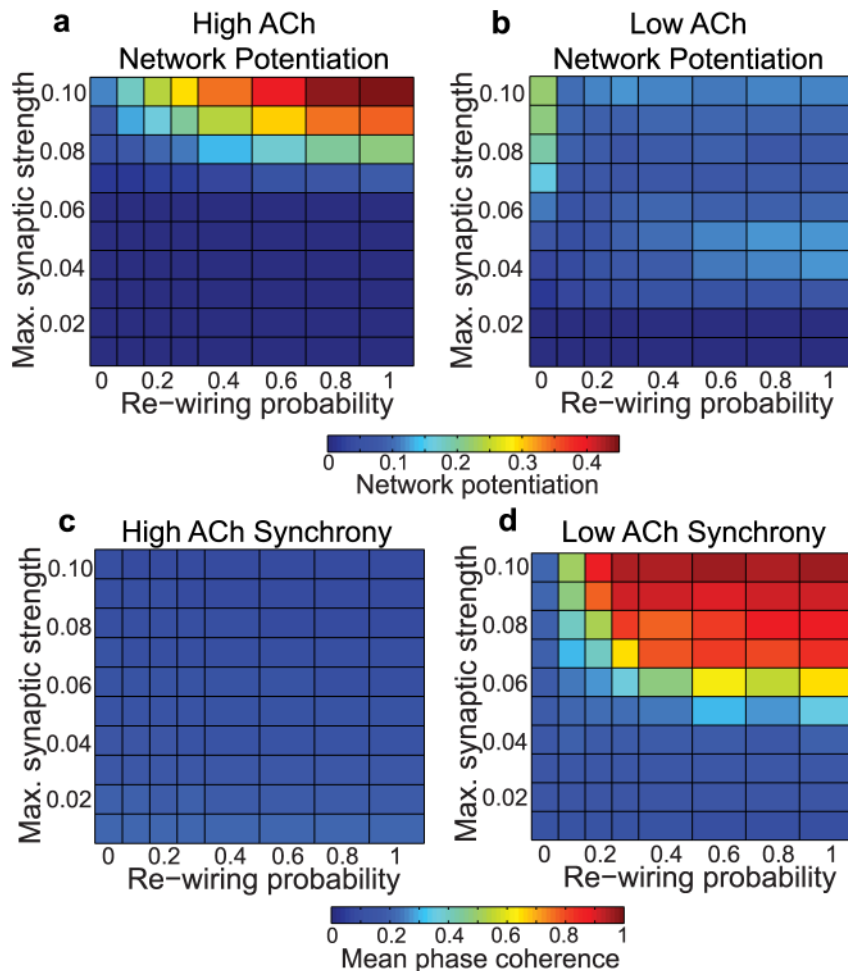 a
High ACh
Network Potentiation
Max. synaptic strength
0.10
0.08
0.06
0.04
0.02
0 0.2 0.4 0.6 0.8 1
Re-wiring probability
b
Low ACh
Network Potentiation
Max. synaptic strength
0.10
0.08
0.06
0.04
0.02
0 0.2 0.4 0.6 0.8 1
Re-wiring probability
0 0.1 0.2 0.3 0.4
Network potentiation
c
High ACh Synchrony
Max. synaptic strength
0.10
0.08
0.06
0.04
0.02
0 0.2 0.4 0.6 0.8 1
Re-wiring probability
d
Low ACh Synchrony
Max. synaptic strength
0.10
0.08
0.06
0.04
0.02
0 0.2 0.4 0.6 0.8 1
Re-wiring probability
0 0.2 0.4 0.6 0.8 1
Mean phase coherence